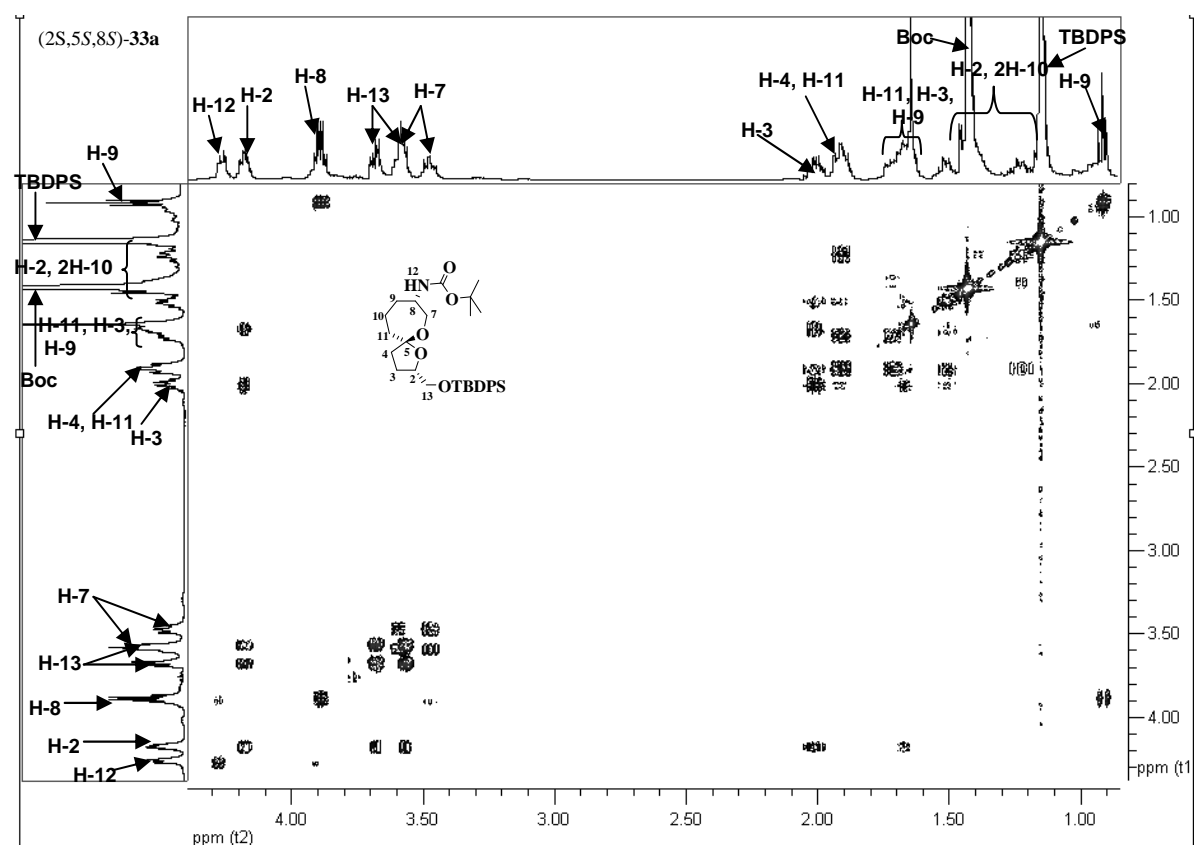 (2S,5S,8S)-33a
H-12
H-2
H-8
H-13
H-7
H-3
H-4, H-11
H-11, H-3,
H-9
Boc
H-2, 2H-10
TBDPS
H-9
H-9
TBDPS
H-2, 2H-10
H-11, H-3,
H-9
Boc
H-4, H-11
H-3
H-7
H-13
H-8
H-2
H-12
12
HN
O
O
9
8
7
10
11
O
5
O
4
3
2
13
OTBDPS
1.00
1.50
2.00
2.50
3.00
3.50
4.00
ppm (t1
4.00
3.50
3.00
2.50
2.00
1.50
1.00
ppm (t2)